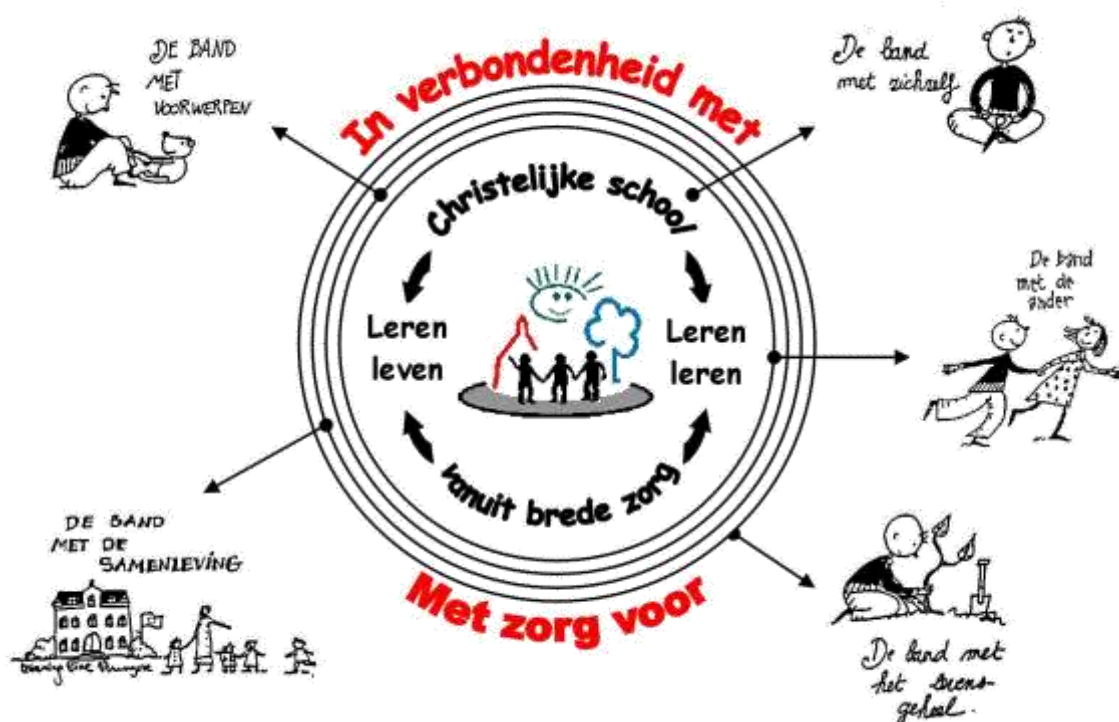 DE BAND
MET
VOORWERPEN
In verbondenheid met
De band
met zichzelf
Christelijke school
De band
met de
ander
Leren
leven
Leren
leren
vanuit brede zorg
DE BAND
MET DE
SAMENLEVING
Met zorg voor
De band met
het
geheel.